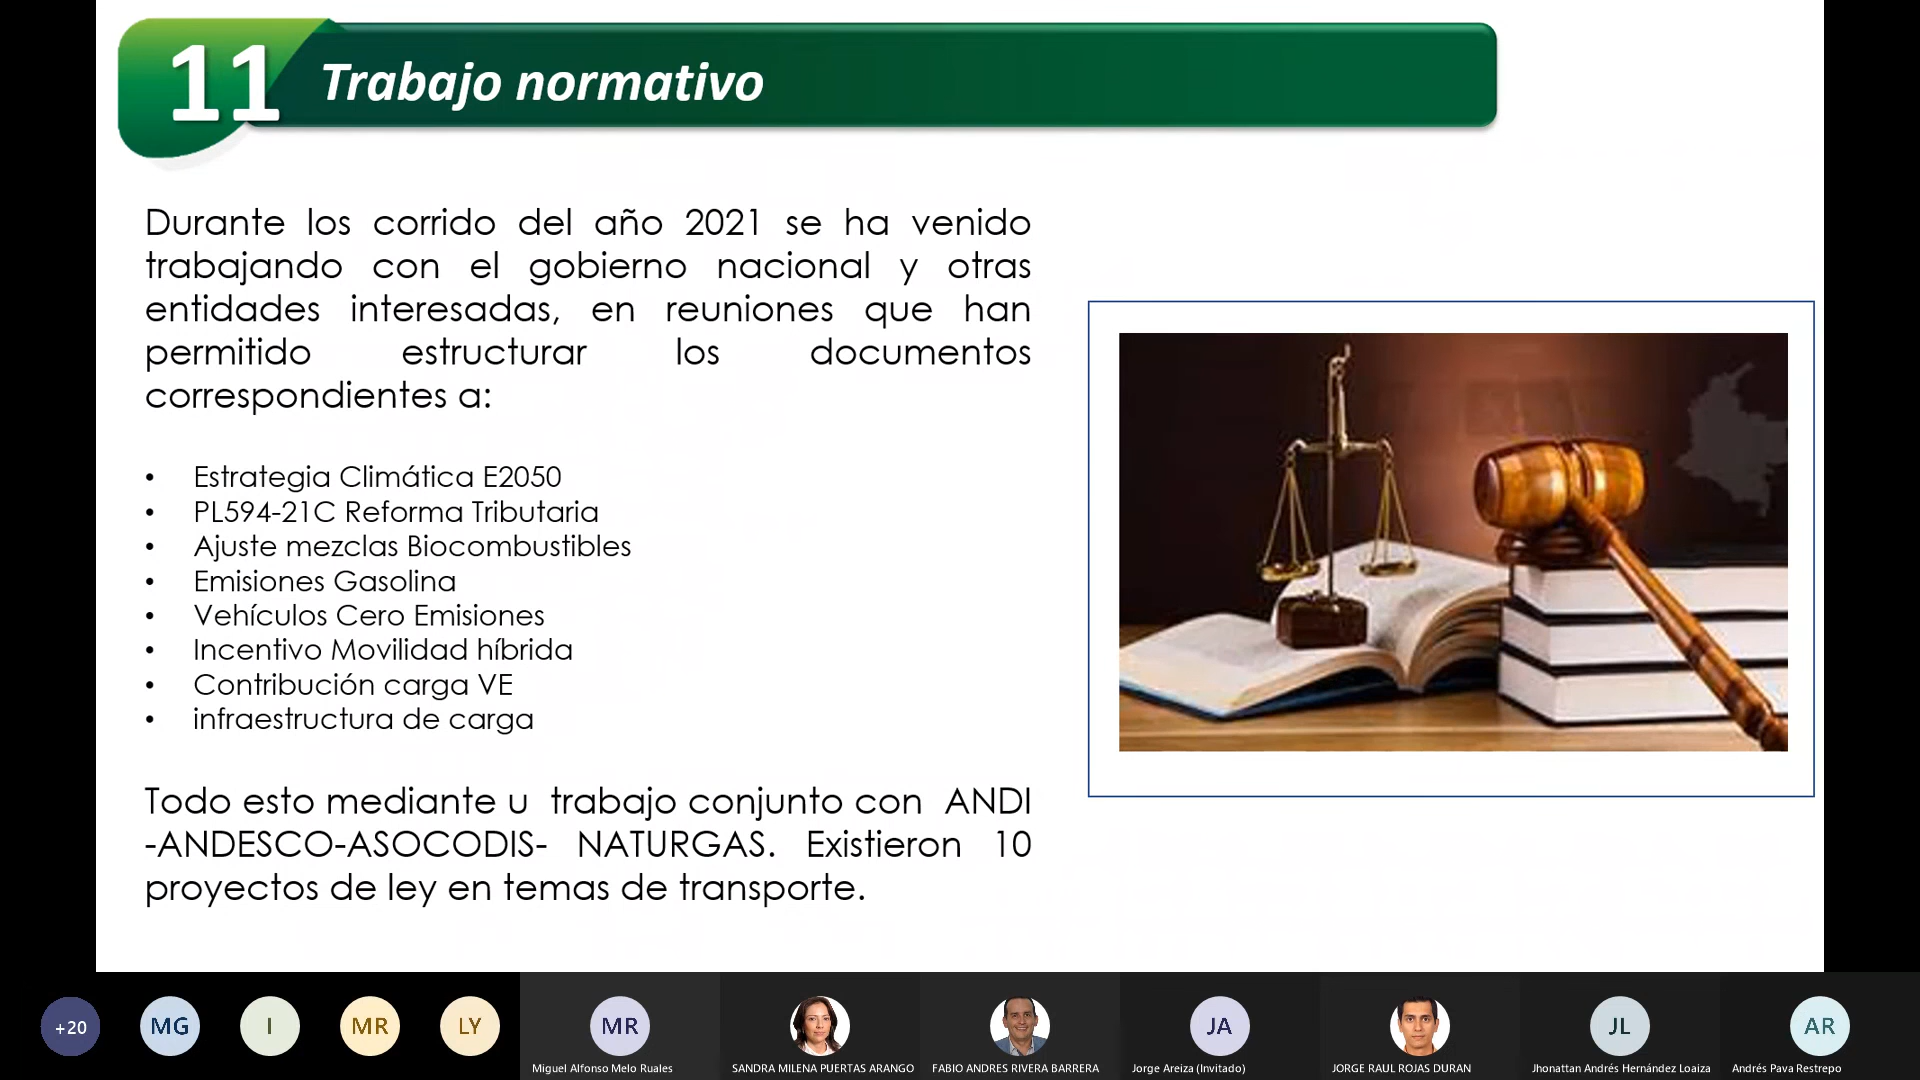 11 Trabajo normativo
Durante los corrido del año 2021 se ha venido
trabajando con el gobierno nacional y otras
entidades interesadas, en reuniones que han
permitido estructurar los documentos
correspondientes a:
• Estrategia Climática E2050
• PL594-21C Reforma Tributaria
• Ajuste mezclas Biocombustibles
• Emisiones Gasolina
• Vehículos Cero Emisiones
• Incentivo Movilidad híbrida
• Contribución carga VE
• infraestructura de carga
Todo esto mediante u trabajo conjunto con ANDI
-ANDESCO-ASOCODIS- NATURGAS. Existieron 10
proyectos de ley en temas de transporte.
+20 MG I MR LY MR JA JL AR
Miguel Alfonso Melo Ruales SANDRA MILENA PUERTAS ARANGO FABIO ANDRES RIVERA BARRERA Jorge Areiza (Invitado) JORGE RAUL ROJAS DURAN Jhonattan Andrés Hernández Loaiza Andrés Pava Restrepo